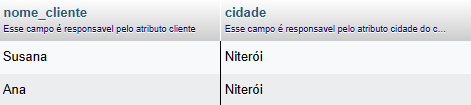 nome_cliente cidade
Esse campo é responsavel pelo atributo cliente Esse campo é responsavel pelo atributo cidade do c...
Susana Niterói
Ana Niterói